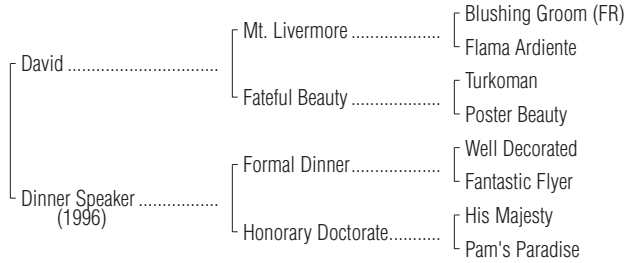 Blushing Groom (FR)
Mt. Livermore ...................
Flama Ardiente
David ................................
Turkoman
Fateful Beauty ...................
Poster Beauty
Well Decorated
Formal Dinner...................
Fantastic Flyer
Dinner Speaker .................
(1996)
His Majesty
Honorary Doctorate...........
Pam's Paradise